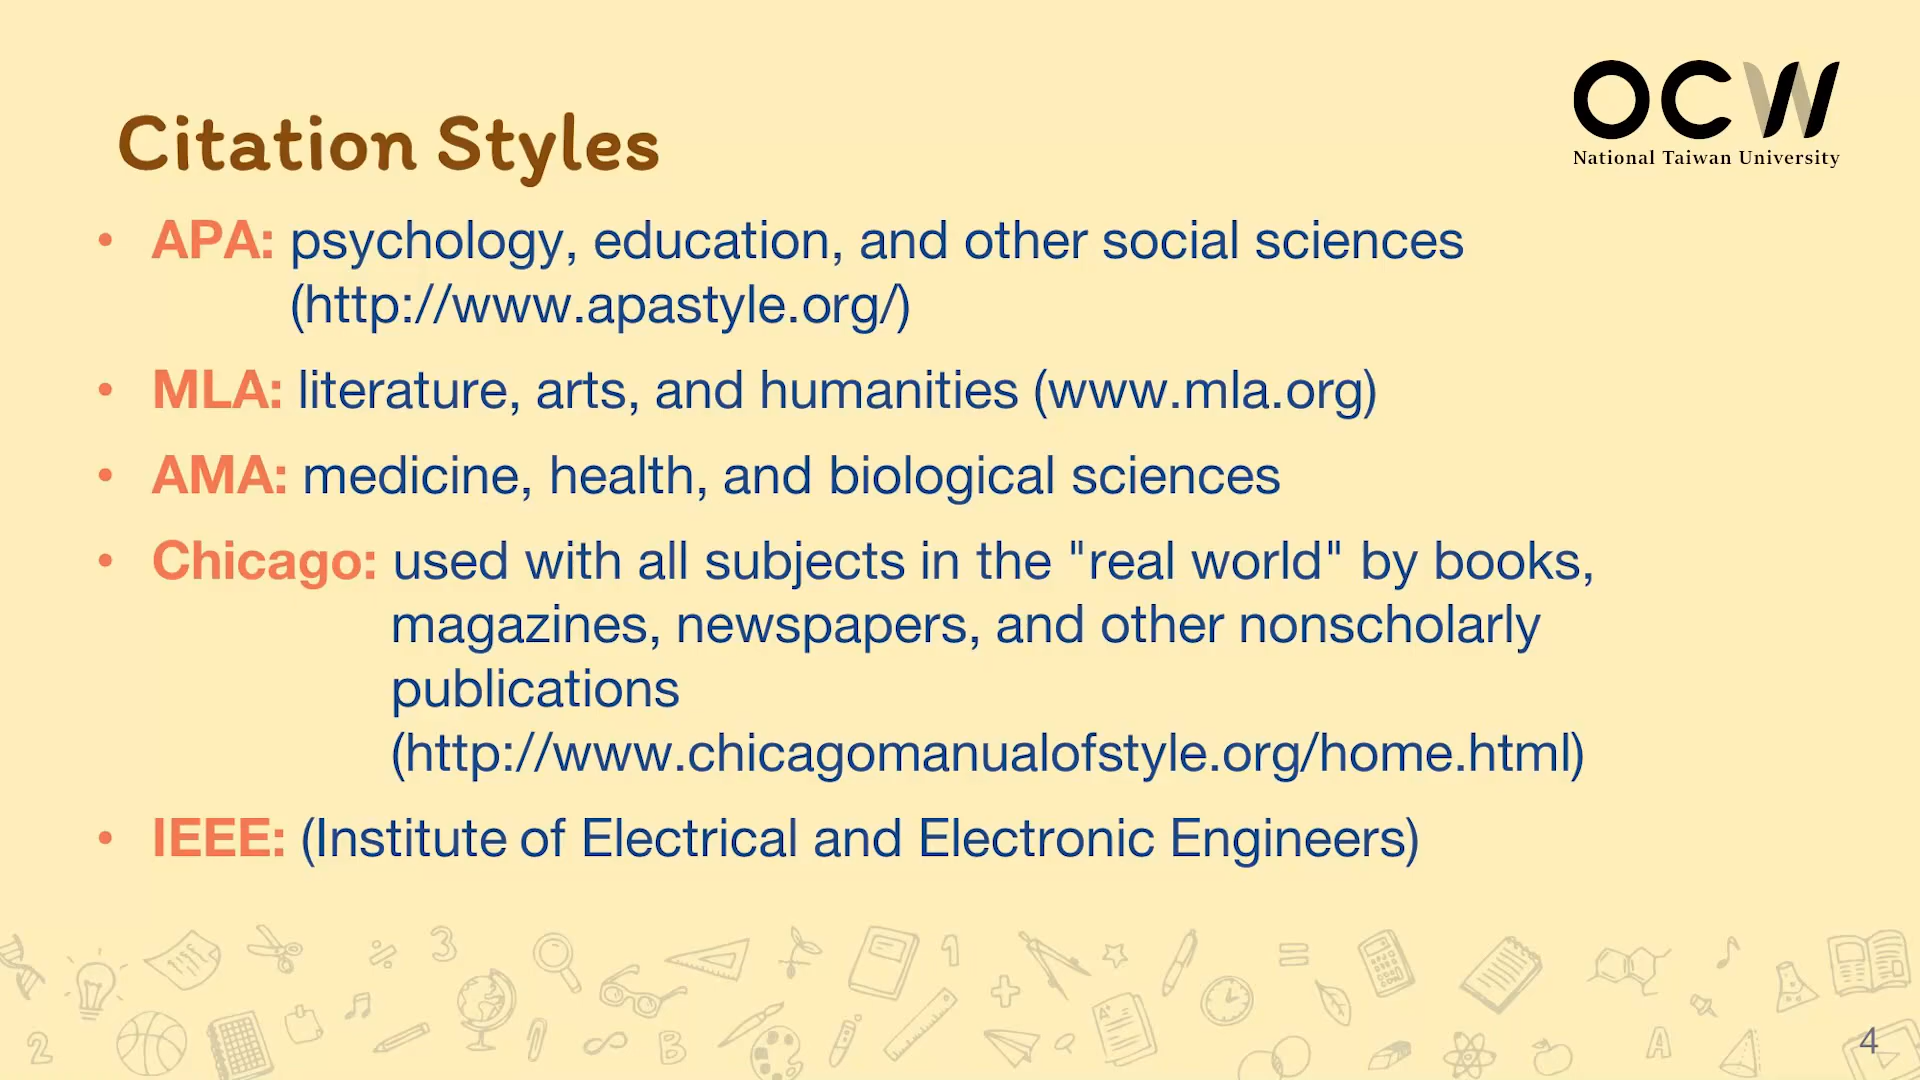 OCW
National Taiwan University
Citation Styles
• APA: psychology, education, and other social sciences
(http://www.apastyle.org/)
• MLA: literature, arts, and humanities (www.mla.org)
• AMA: medicine, health, and biological sciences
• Chicago: used with all subjects in the "real world" by books,
magazines, newspapers, and other nonscholarly
publications
(http://www.chicagomanualofstyle.org/home.html)
• IEEE: (Institute of Electrical and Electronic Engineers)
3
1
2
B
A
4